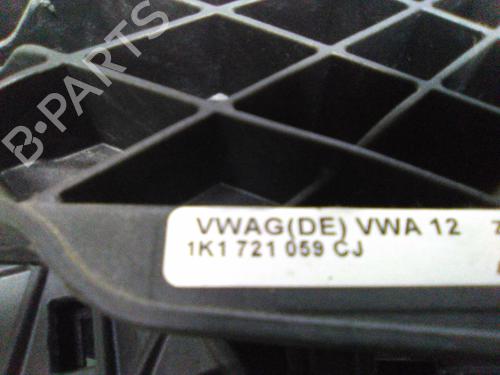 B-PARTS
VWAG(DE) VWA 12
1K1 721 059 CJ